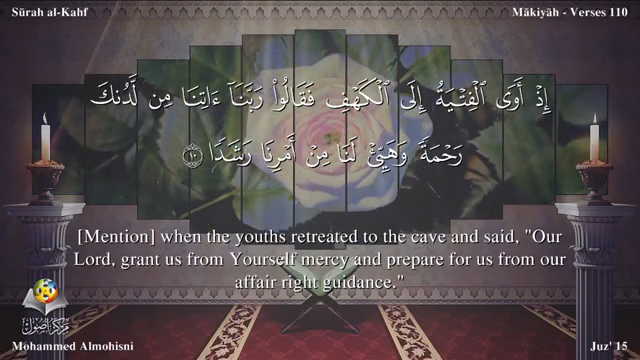 Sūrah al-Kahf
Mākiyāh - Verses 110
إِذْ أَوَى ٱلْفِتْيَةُ إِلَى ٱلْكَهْفِ فَقَالُوا۟ رَبَّنَآ ءَاتِنَا مِن لَّدُنكَ
رَحْمَةً وَهَيِّئْ لَنَا مِنْ أَمْرِنَا رَشَدًا ١٠
[Mention] when the youths retreated to the cave and said, "Our
Lord, grant us from Yourself mercy and prepare for us from our
affair right guidance."
مركز أصول
Mohammed Almohisni
Juz' 15